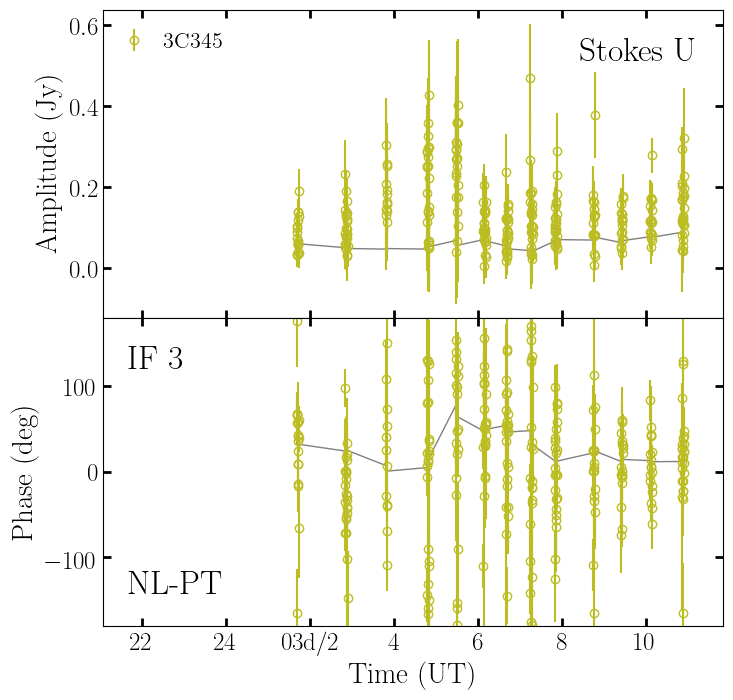 3C345
Stokes U
0.6
0.4
0.2
0.0
Amplitude (Jy)
IF 3
100
0
−100
Phase (deg)
NL-PT
22 24 03d/2 4 6 8 10
Time (UT)